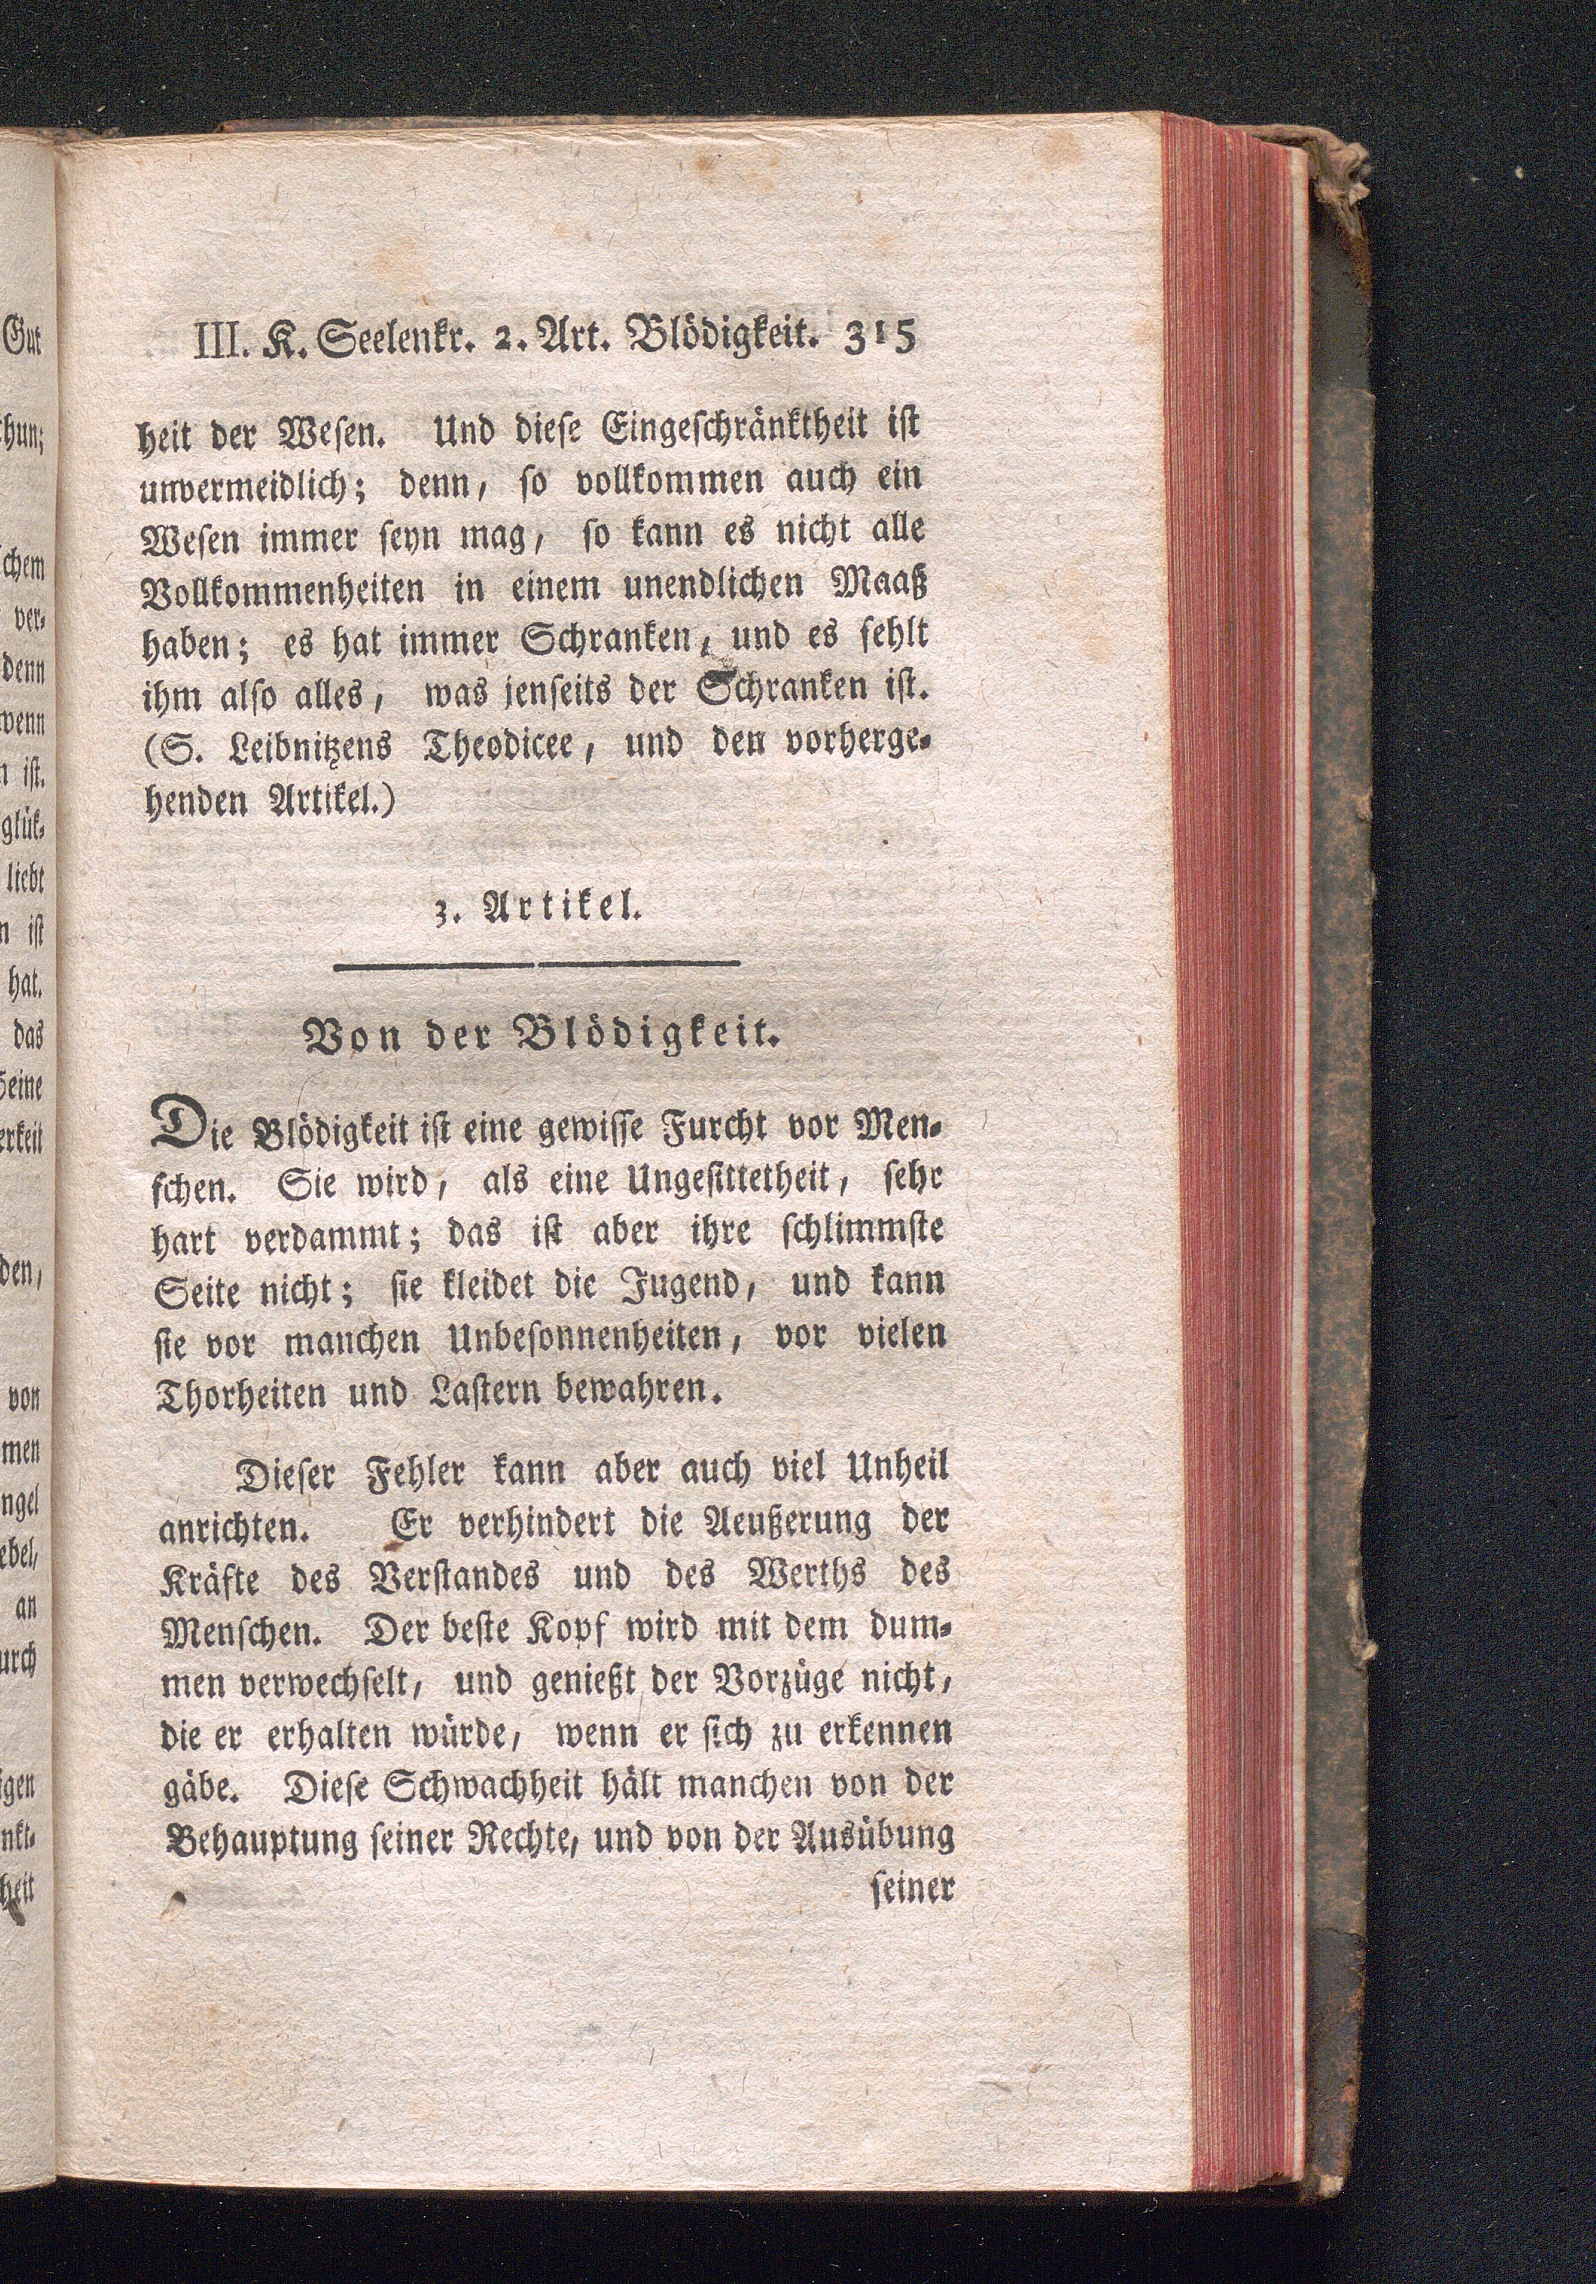 III. K. Seelenkr. 2. Art. Blödigkeit. 315
heit der Wesen. Und diese Eingeschränktheit ist
unvermeidlich; denn, so vollkommen auch ein
Wesen immer seyn mag, so kann es nicht alle
Vollkommenheiten in einem unendlichen Maaß
haben; es hat immer Schranken, und es fehlt
ihm also alles, was jenseits der Schranken ist.
(S. Leibnitzens Theodicee, und den vorherge-
henden Artikel.)
3. Artikel.
Von der Blödigkeit.
Die Blödigkeit ist eine gewisse Furcht vor Men-
schen. Sie wird, als eine Ungesittetheit, sehr
hart verdammt; das ist aber ihre schlimmste
Seite nicht; sie kleidet die Jugend, und kann
sie vor manchen Unbesonnenheiten, vor vielen
Thorheiten und Lastern bewahren.
Dieser Fehler kann aber auch viel Unheil
anrichten. Er verhindert die Aeußerung der
Kräfte des Verstandes und des Werths des
Menschen. Der beste Kopf wird mit dem dum-
men verwechselt, und genießt der Vorzüge nicht,
die er erhalten würde, wenn er sich zu erkennen
gäbe. Diese Schwachheit hält manchen von der
Behauptung seiner Rechte, und von der Ausübung
seiner